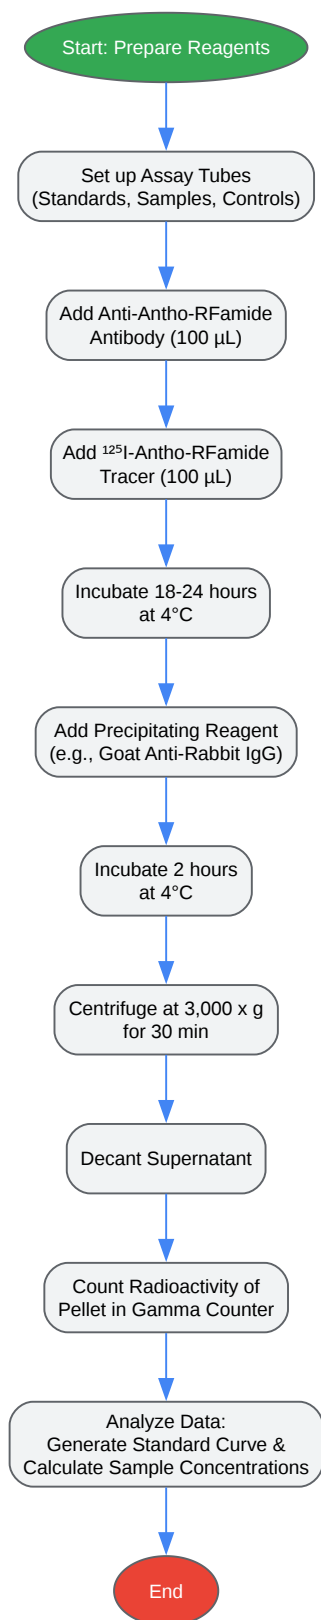 Start: Prepare Reagents
Set up Assay Tubes
(Standards, Samples, Controls)
Add Anti-Antho-RFamide
Antibody (100 µL)
Add ¹²⁵I-Antho-RFamide
Tracer (100 µL)
Incubate 18-24 hours
at 4°C
Add Precipitating Reagent
(e.g., Goat Anti-Rabbit IgG)
Incubate 2 hours
at 4°C
Centrifuge at 3,000 x g
for 30 min
Decant Supernatant
Count Radioactivity of
Pellet in Gamma Counter
Analyze Data:
Generate Standard Curve &
Calculate Sample Concentrations
End